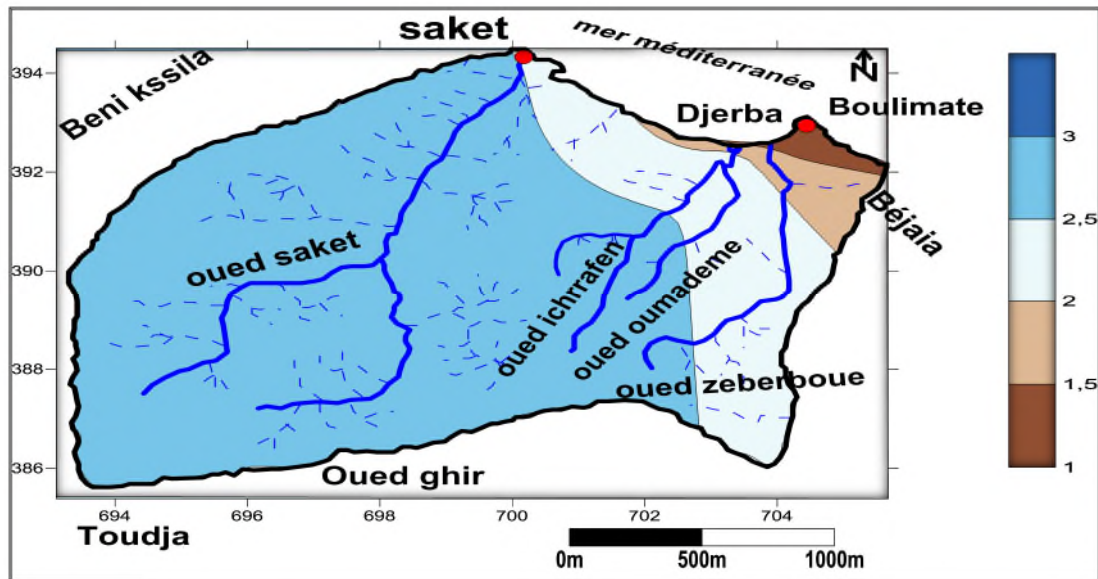 saket
mer méditerranée
N
Beni kssila
Djerba
Boulimate
Béjaia
oued saket
oued ichrrafen
oued oumademe
oued zeberboue
Oued ghir
Toudja
394
392
390
388
386
694
696
698
700
702
704
0m 500m 1000m
3
2,5
2
1,5
1